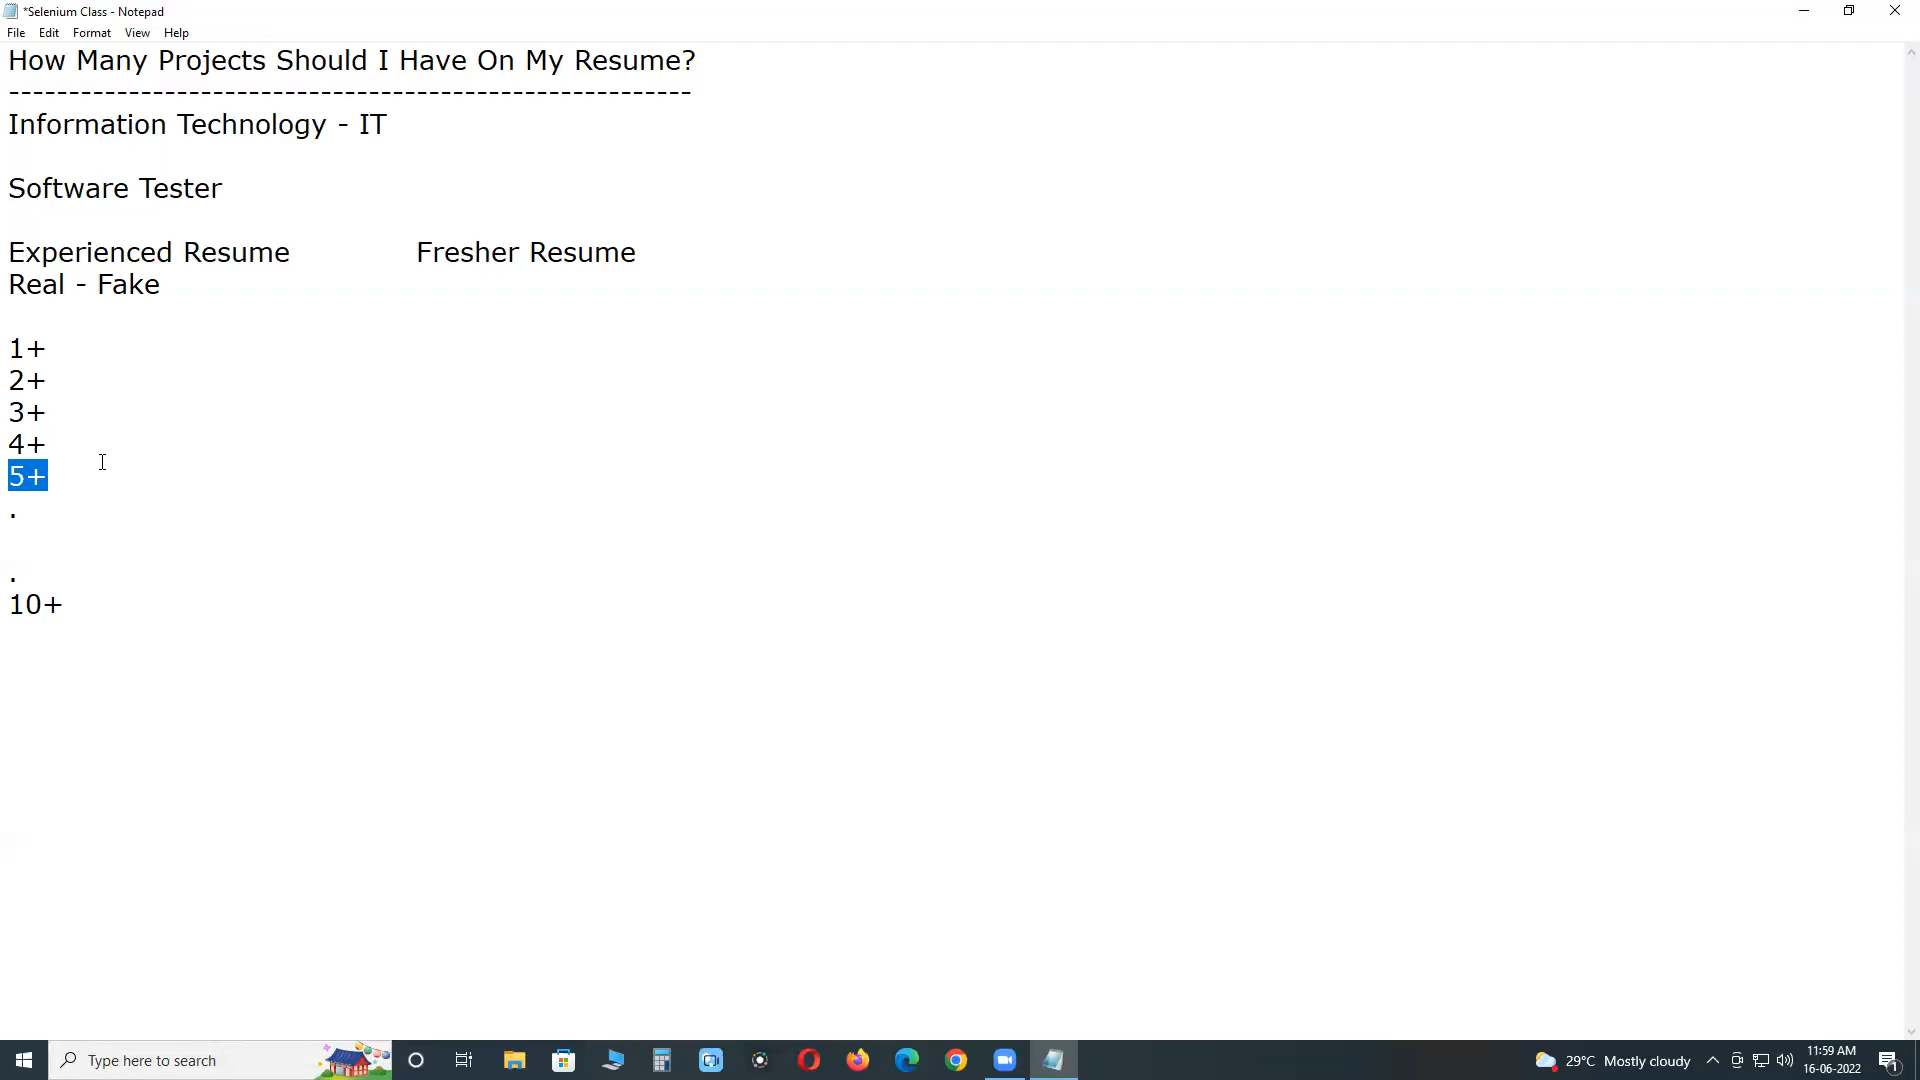 *Selenium Class - Notepad
File Edit Format View Help
How Many Projects Should I Have On My Resume?
---------------------------------------------------------
Information Technology - IT
Software Tester
Experienced Resume Fresher Resume
Real - Fake
1+
2+
3+
4+
5+
.
.
10+
Type here to search
29°C Mostly cloudy
11:59 AM
16-06-2022
1